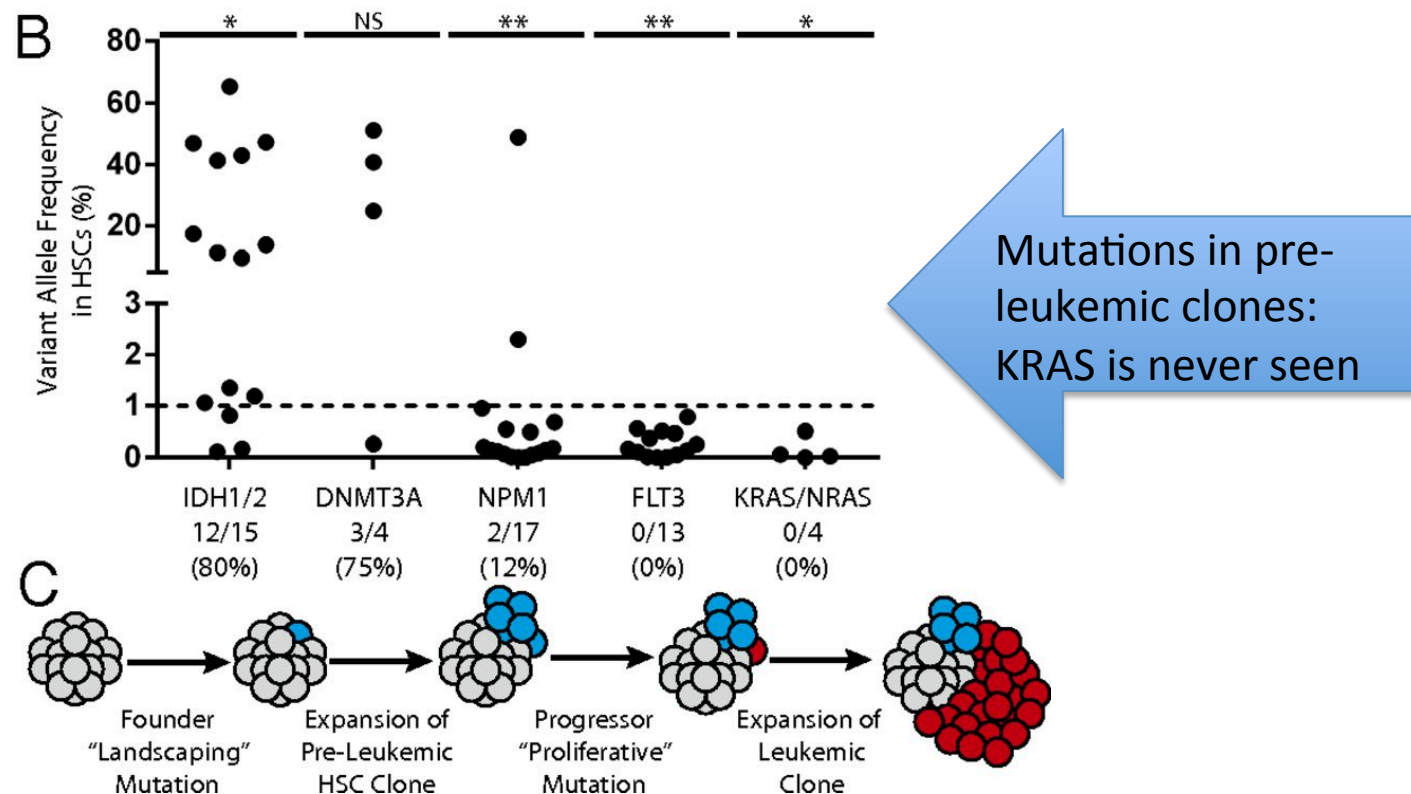 B
* NS ** ** *
80
60
40
20
3
2
1
0
Variant Allele Frequency
in HSCs (%)
IDH1/2 DNMT3A NPM1 FLT3 KRAS/NRAS
12/15 3/4 2/17 0/13 0/4
(80%) (75%) (12%) (0%) (0%)
Mutations in pre-
leukemic clones:
KRAS is never seen
C
Founder
"Landscaping"
Mutation
Expansion of
Pre-Leukemic
HSC Clone
Progressor
"Proliferative"
Mutation
Expansion of
Leukemic
Clone